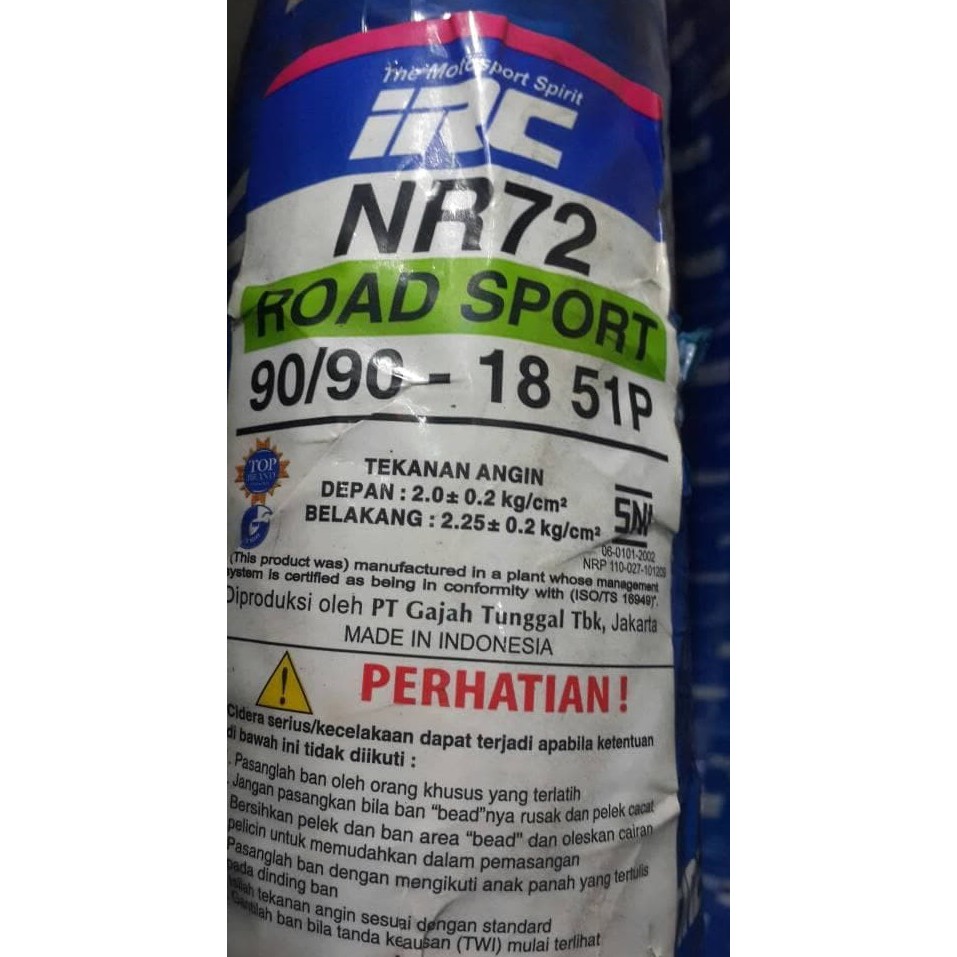 The Motorsport Spirit
IRC
NR72
ROAD SPORT
90/90 - 18 51P
TOP
BRAND
TEKANAN ANGIN
DEPAN : 2.0± 0.2 kg/cm²
BELAKANG : 2.25± 0.2 kg/cm²
SNI
06-0101-2002
NRP 110-027-101209
(This product was) manufactured in a plant whose management
system is certified as being in conformity with (ISO/TS 16949)".
Diproduksi oleh PT Gajah Tunggal Tbk, Jakarta
MADE IN INDONESIA
PERHATIAN !
Cidera serius/kecelakaan dapat terjadi apabila ketentuan
di bawah ini tidak diikuti :
. Pasanglah ban oleh orang khusus yang terlatih
. Jangan pasangkan bila ban "bead"nya rusak dan pelek cacat
Bersihkan pelek dan ban area "bead" dan oleskan cairan
pelicin untuk memudahkan dalam pemasangan
Pasanglah ban dengan mengikuti anak panah yang tertulis
pada dinding ban
tekanan angin sesuai dengan standard
Gantilah ban bila tanda keausan (TWI) mulai terlihat